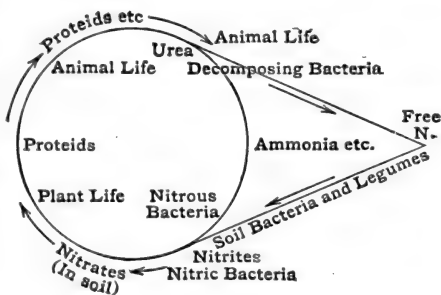 Proteids etc
Animal Life
Urea
Animal Life
Decomposing Bacteria
Free
N.
Proteids
Ammonia etc.
Plant Life
Nitrous
Bacteria
Soil Bacteria and Legumes
Nitrates
(In soil)
Nitrites
Nitric Bacteria